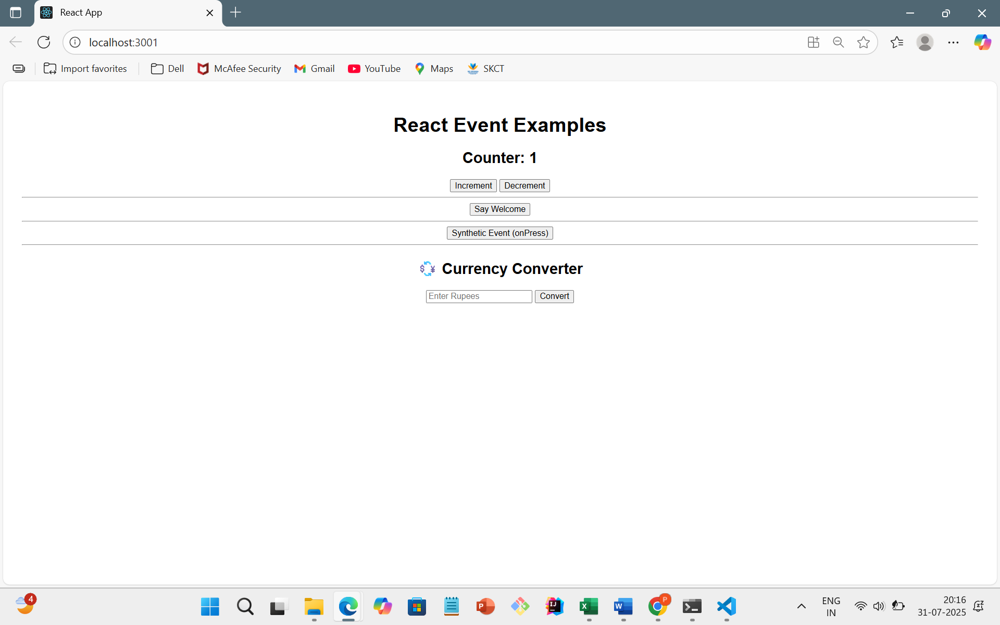 React App
localhost:3001
Import favorites
Dell
McAfee Security
Gmail
YouTube
Maps
SKCT
React Event Examples
Counter: 1
Increment Decrement
Say Welcome
Synthetic Event (onPress)
Currency Converter
Enter Rupees Convert
4
ENG
IN
20:16
31-07-2025